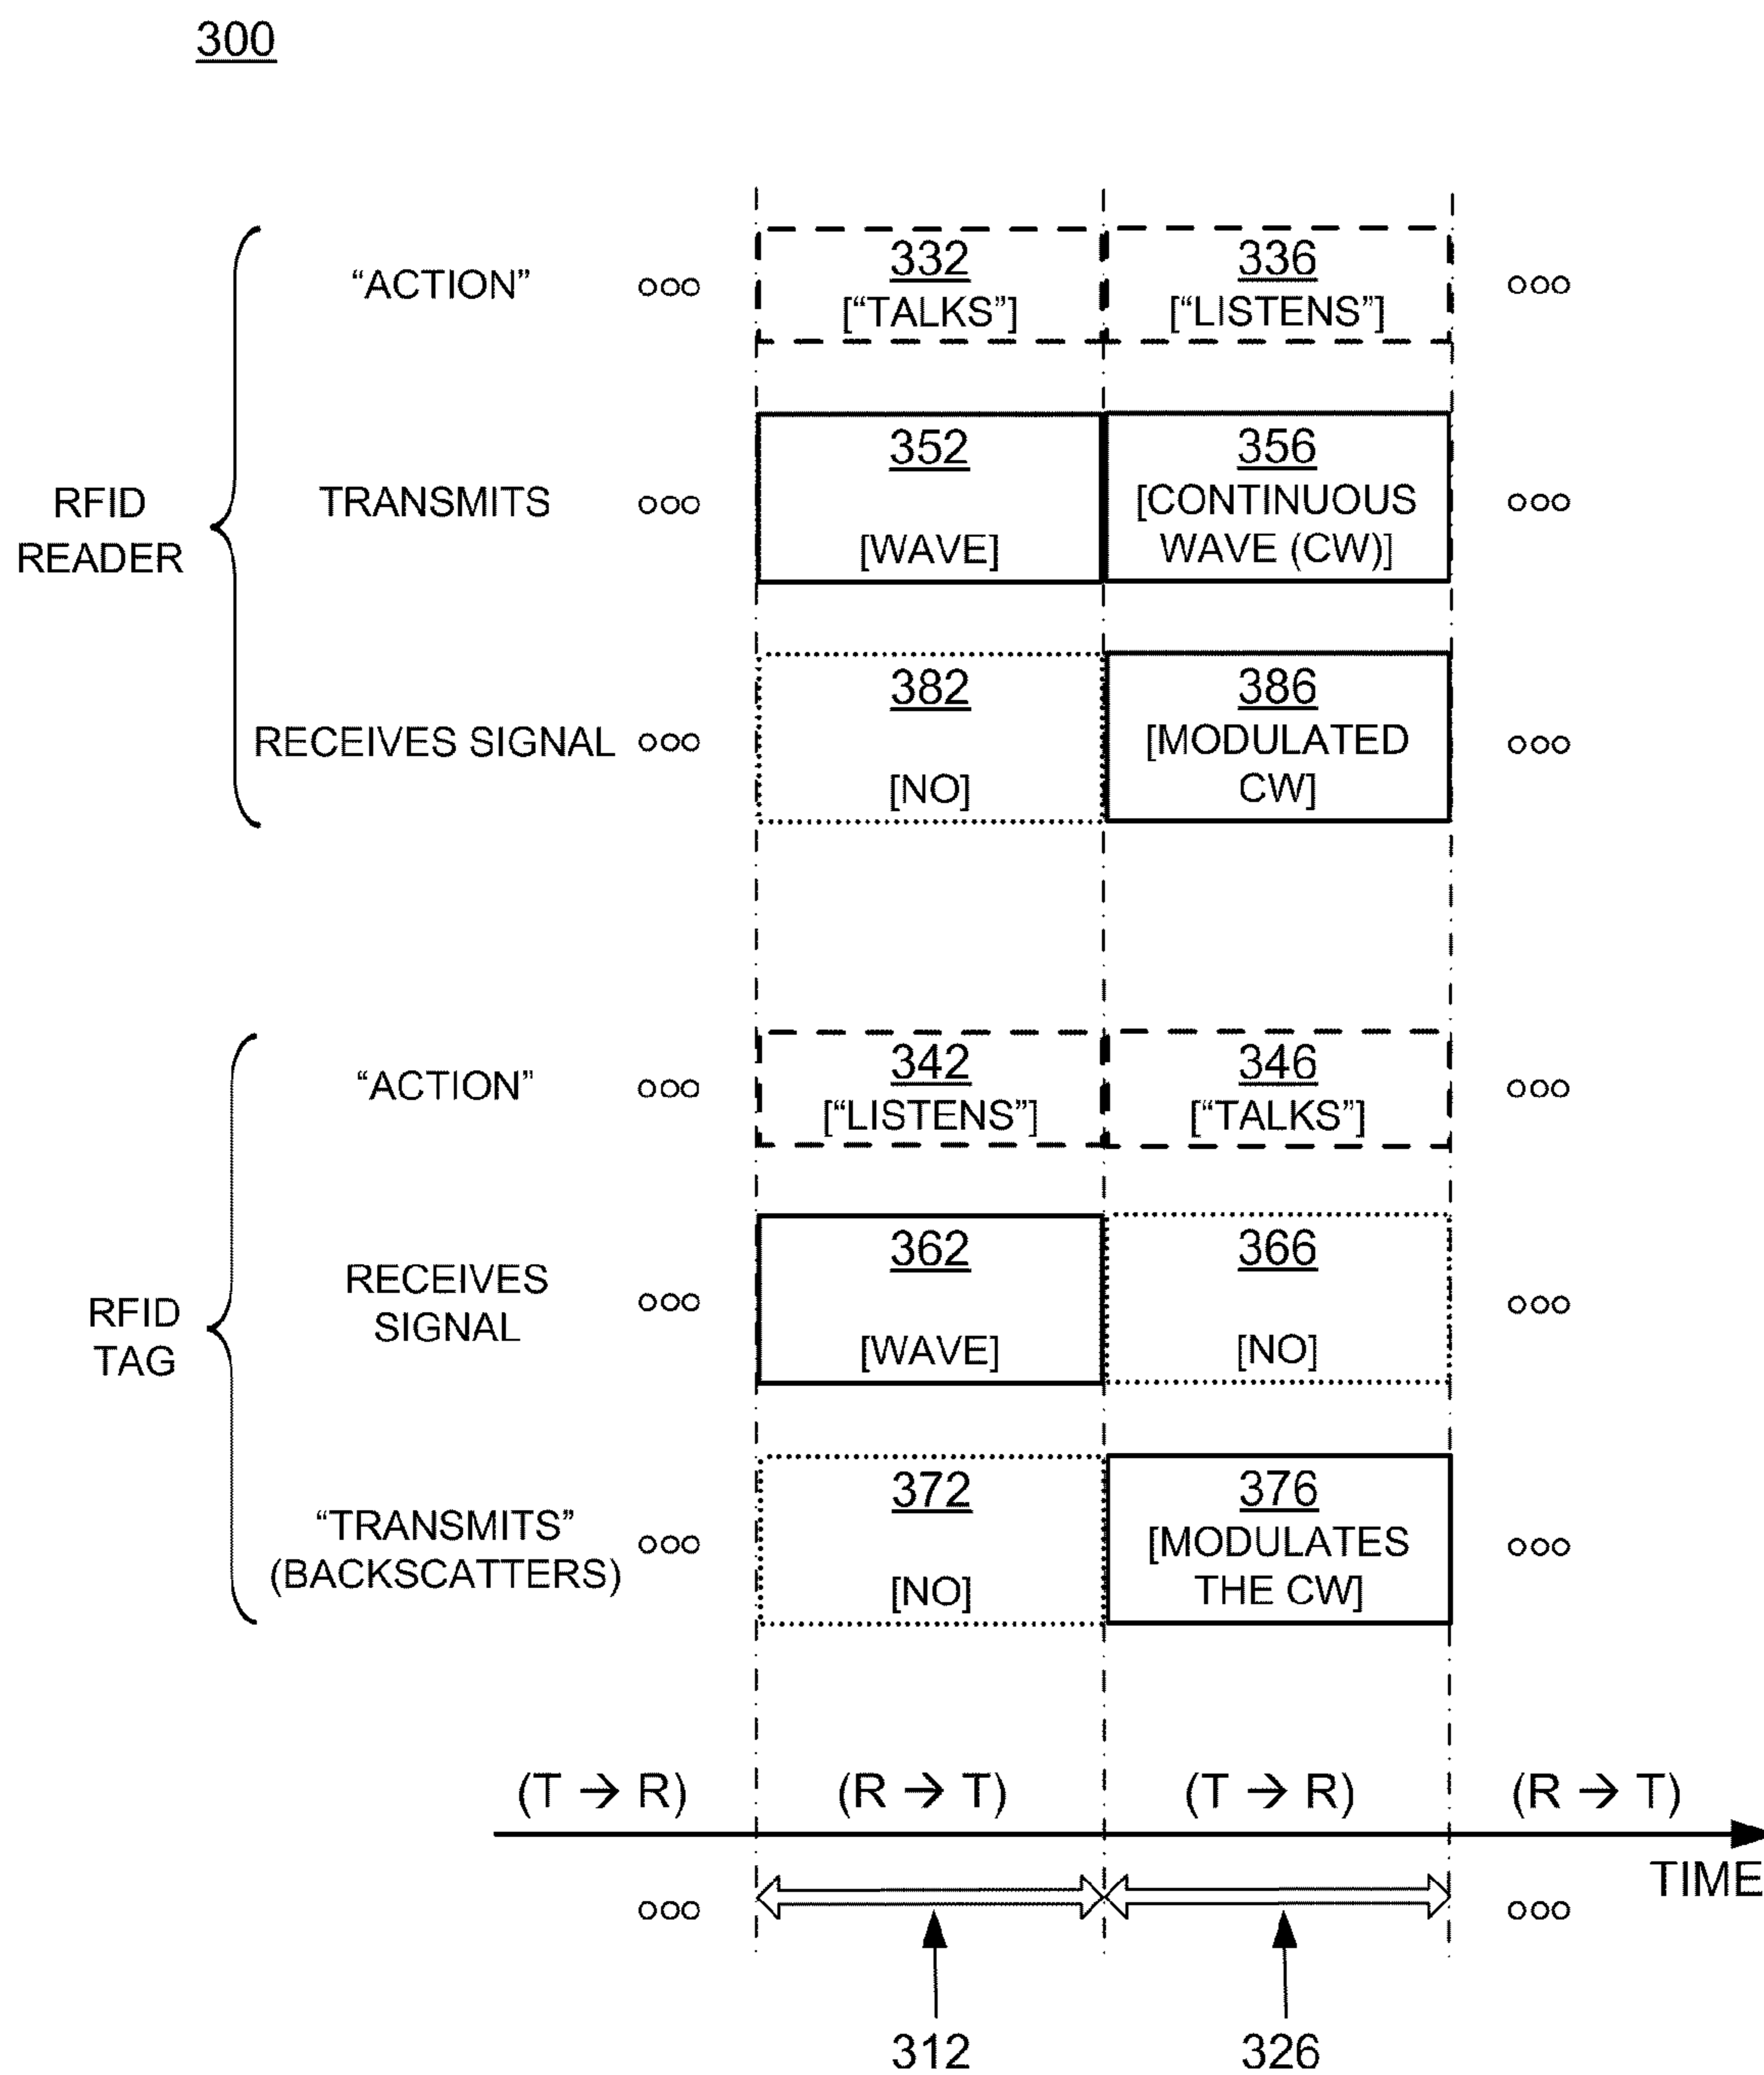 300
"ACTION"
ooo
332
["TALKS"]
336
["LISTENS"]
ooo
RFID
READER
TRANSMITS
ooo
352
[WAVE]
356
[CONTINUOUS
WAVE (CW)]
ooo
RECEIVES SIGNAL
ooo
382
[NO]
386
[MODULATED
CW]
ooo
"ACTION"
ooo
342
["LISTENS"]
346
["TALKS"]
ooo
RFID
TAG
RECEIVES
SIGNAL
ooo
362
[WAVE]
366
[NO]
ooo
"TRANSMITS"
(BACKSCATTERS)
ooo
372
[NO]
376
[MODULATES
THE CW]
ooo
(T → R)
(R → T)
(T → R)
(R → T)
TIME
ooo
ooo
312
326